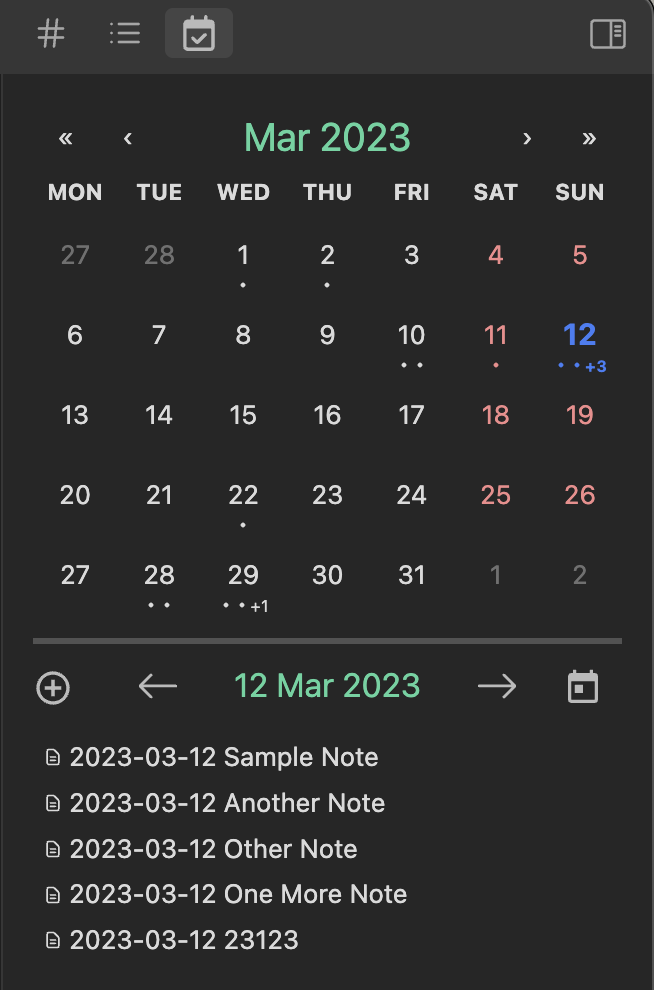 « ‹ Mar 2023 › »
MON TUE WED THU FRI SAT SUN
27 28 1 2 3 4 5
6 7 8 9 10 11 12
+3
13 14 15 16 17 18 19
20 21 22 23 24 25 26
27 28 29 30 31 1 2
+1
12 Mar 2023
2023-03-12 Sample Note
2023-03-12 Another Note
2023-03-12 Other Note
2023-03-12 One More Note
2023-03-12 23123